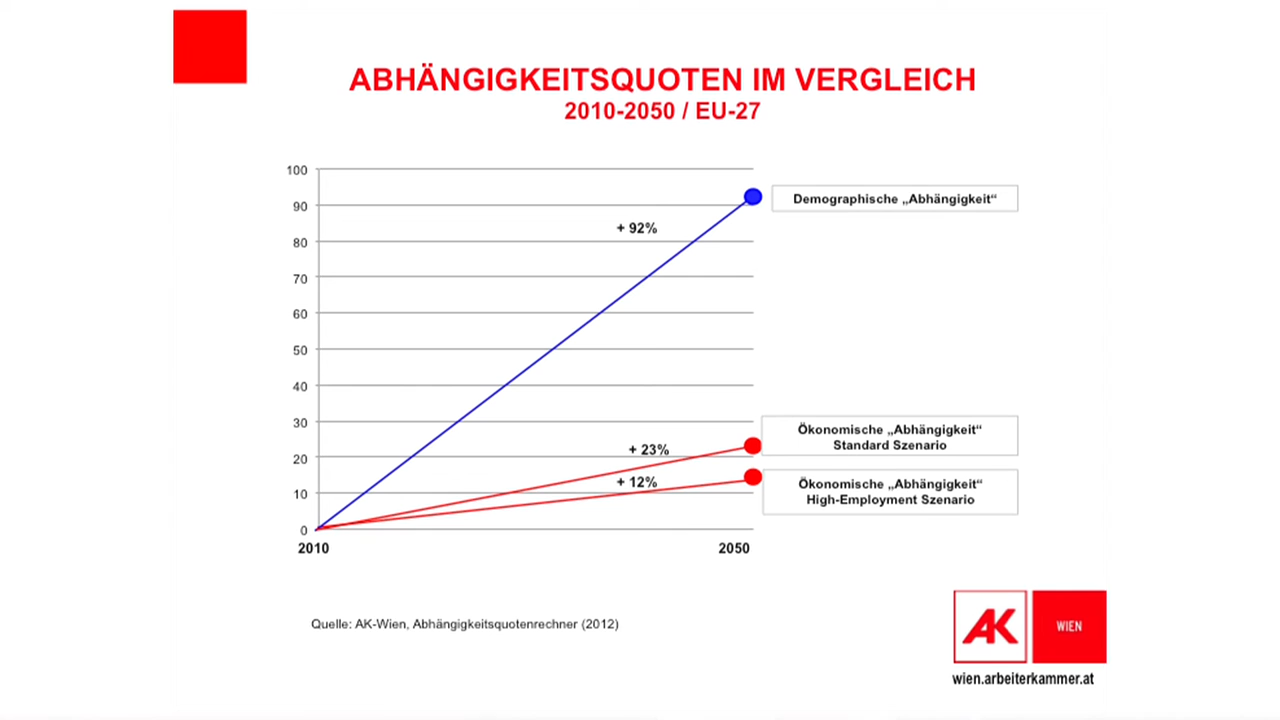 ABHÄNGIGKEITSQUOTEN IM VERGLEICH
2010-2050 / EU-27
100
90
80
70
60
50
40
30
20
10
0
2010
2050
+ 92%
+ 23%
+ 12%
Demographische „Abhängigkeit“
Ökonomische „Abhängigkeit“
Standard Szenario
Ökonomische „Abhängigkeit“
High-Employment Szenario
Quelle: AK-Wien, Abhängigkeitsquotenrechner (2012)
AK WIEN
wien.arbeiterkammer.at